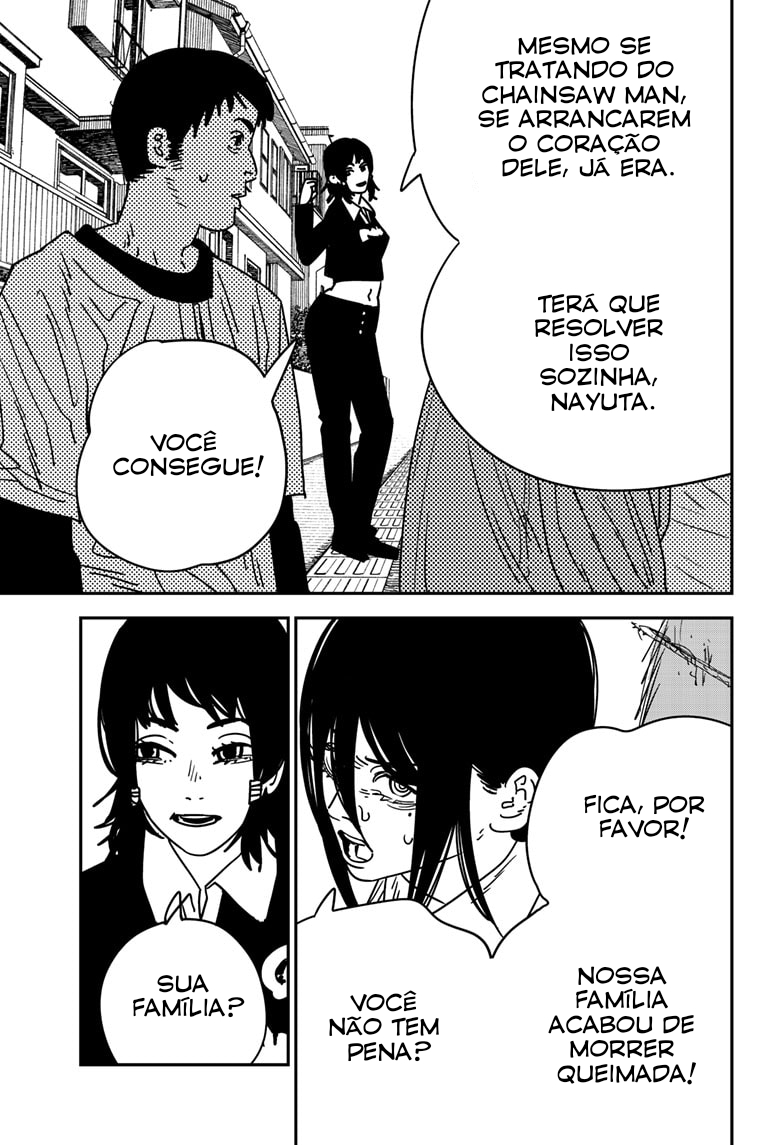 MESMO SE
TRATANDO DO
CHAINSAW MAN,
SE ARRANCAREM
O CORAÇÃO
DELE, JÁ ERA.
TERÁ QUE
RESOLVER
ISSO
SOZINHA,
NAYUTA.
VOCÊ
CONSEGUE!
FICA, POR
FAVOR!
NOSSA
FAMÍLIA
ACABOU DE
MORRER
QUEIMADA!
VOCÊ
NÃO TEM
PENA?
SUA
FAMÍLIA?